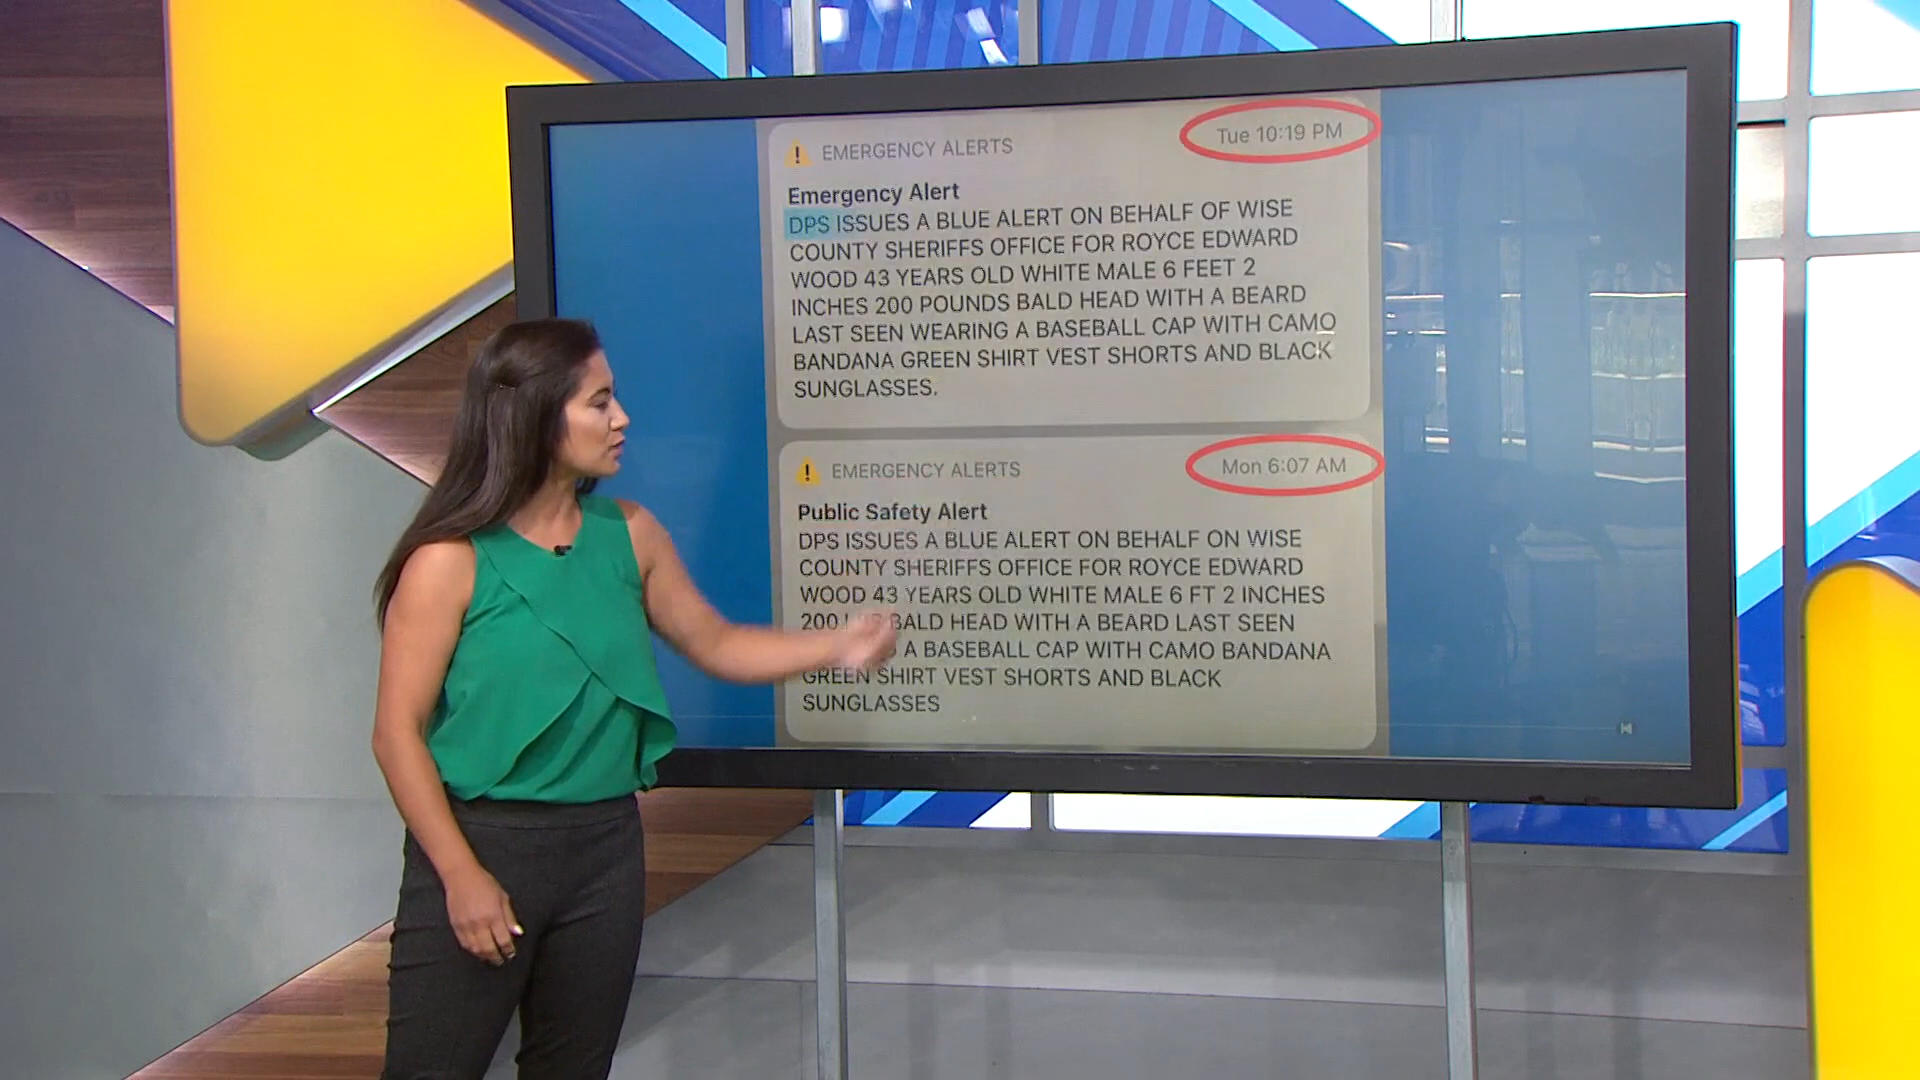 EMERGENCY ALERTS
Tue 10:19 PM
Emergency Alert
DPS ISSUES A BLUE ALERT ON BEHALF OF WISE
COUNTY SHERIFFS OFFICE FOR ROYCE EDWARD
WOOD 43 YEARS OLD WHITE MALE 6 FEET 2
INCHES 200 POUNDS BALD HEAD WITH A BEARD
LAST SEEN WEARING A BASEBALL CAP WITH CAMO
BANDANA GREEN SHIRT VEST SHORTS AND BLACK
SUNGLASSES.
EMERGENCY ALERTS
Mon 6:07 AM
Public Safety Alert
DPS ISSUES A BLUE ALERT ON BEHALF ON WISE
COUNTY SHERIFFS OFFICE FOR ROYCE EDWARD
WOOD 43 YEARS OLD WHITE MALE 6 FT 2 INCHES
200 BALD HEAD WITH A BEARD LAST SEEN
A BASEBALL CAP WITH CAMO BANDANA
GREEN SHIRT VEST SHORTS AND BLACK
SUNGLASSES